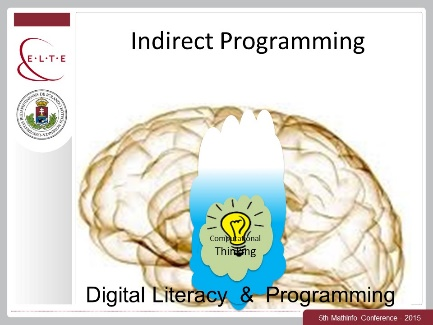 Indirect Programming
E · L · T · E
Computational
Thinking
Digital Literacy & Programming
5th MathInfo Conference - 2015